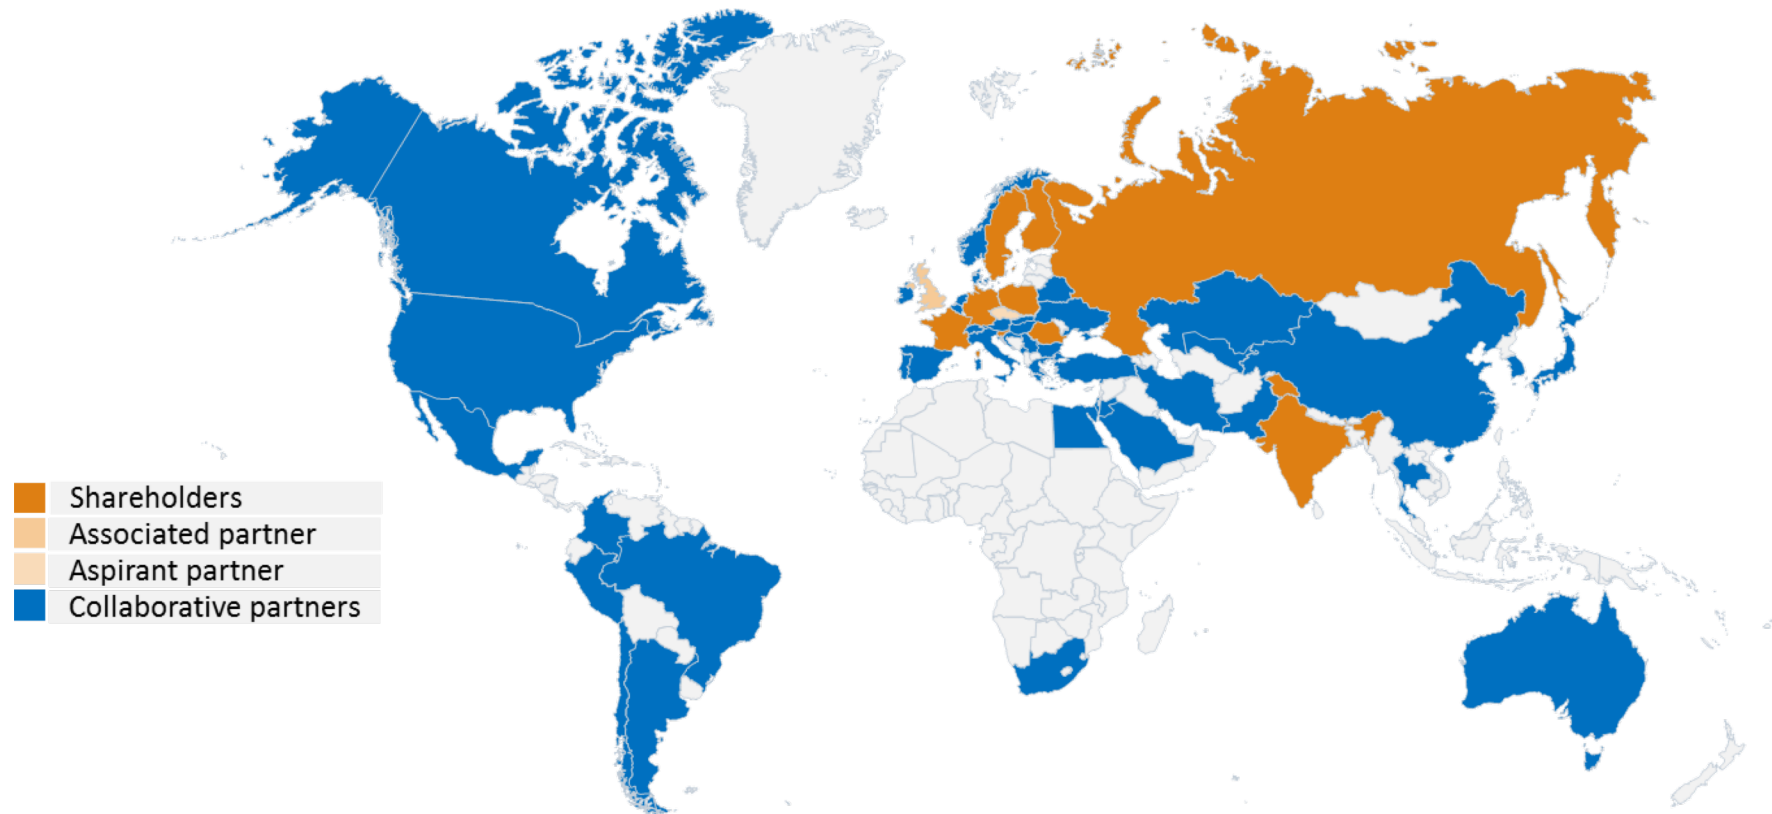 Shareholders
Associated partner
Aspirant partner
Collaborative partners